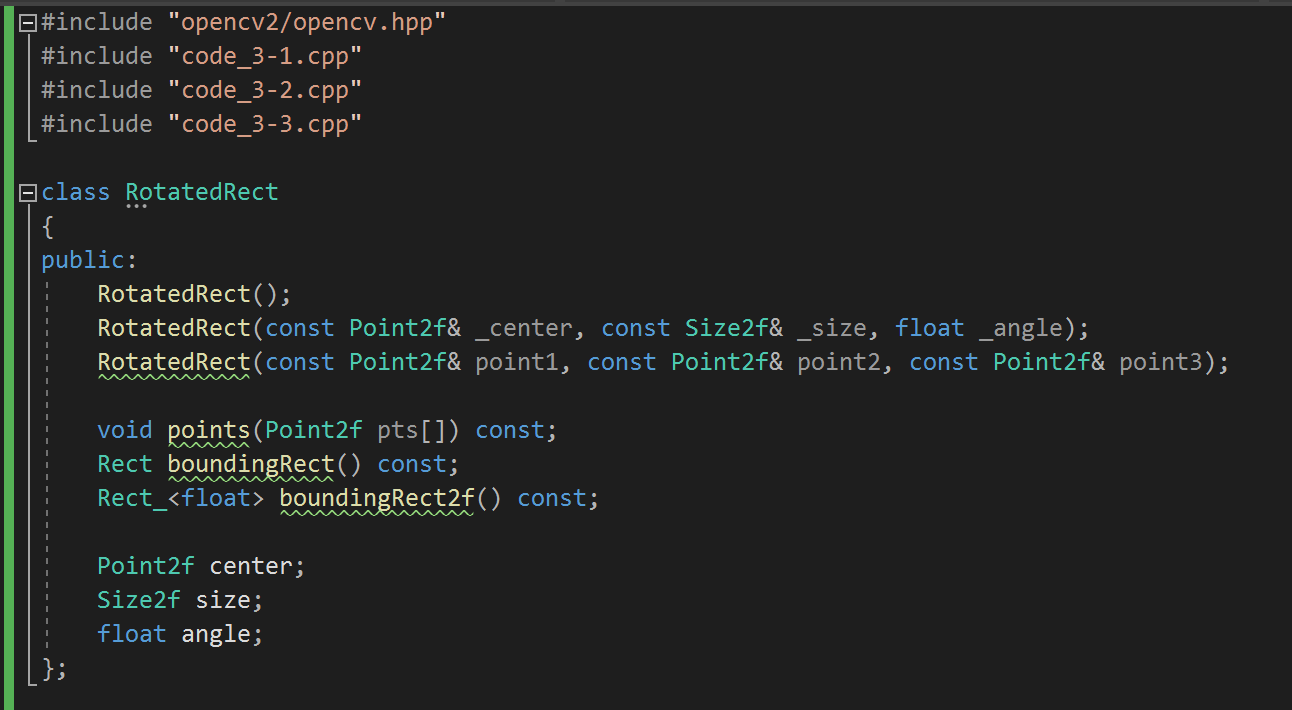 #include "opencv2/opencv.hpp"
#include "code_3-1.cpp"
#include "code_3-2.cpp"
#include "code_3-3.cpp"
class RotatedRect
{
public:
RotatedRect();
RotatedRect(const Point2f& _center, const Size2f& _size, float _angle);
RotatedRect(const Point2f& point1, const Point2f& point2, const Point2f& point3);
void points(Point2f pts[]) const;
Rect boundingRect() const;
Rect_<float> boundingRect2f() const;
Point2f center;
Size2f size;
float angle;
};